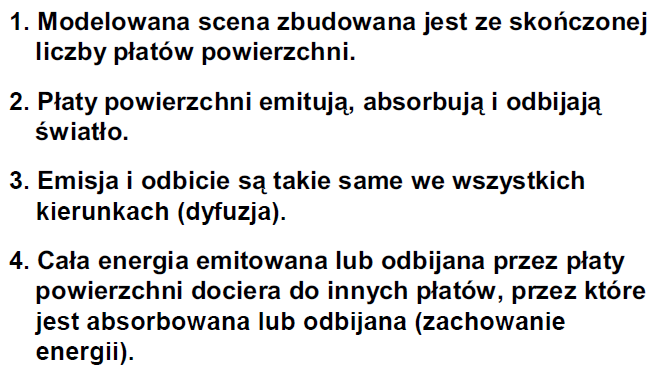 1. Modelowana scena zbudowana jest ze skończonej
liczby płatów powierzchni.
2. Płaty powierzchni emitują, absorbują i odbijają
światło.
3. Emisja i odbicie są takie same we wszystkich
kierunkach (dyfuzja).
4. Cała energia emitowana lub odbijana przez płaty
powierzchni dociera do innych płatów, przez które
jest absorbowana lub odbijana (zachowanie
energii).